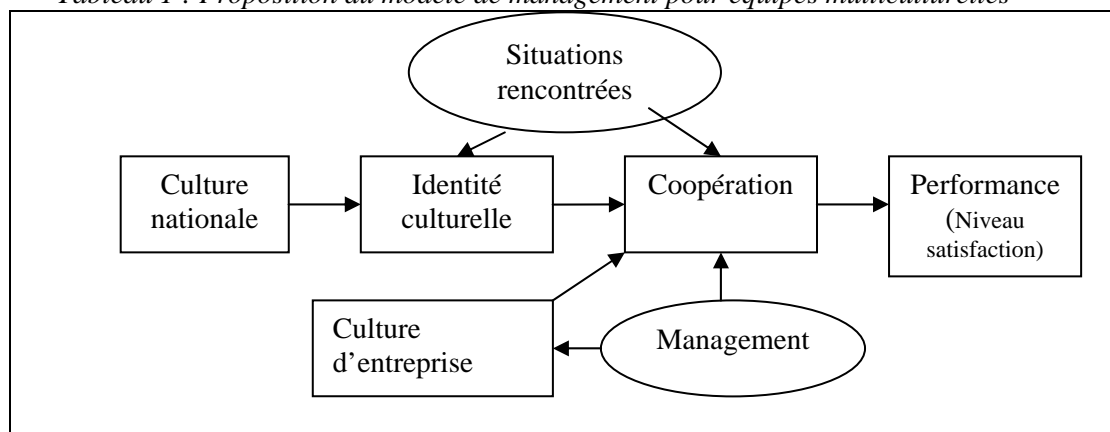 Tableau 1 : Proposition du modèle de management pour équipes multiculturelles
Situations
rencontrées
Culture
nationale
Identité
culturelle
Coopération
Performance
(Niveau
satisfaction)
Culture
d’entreprise
Management